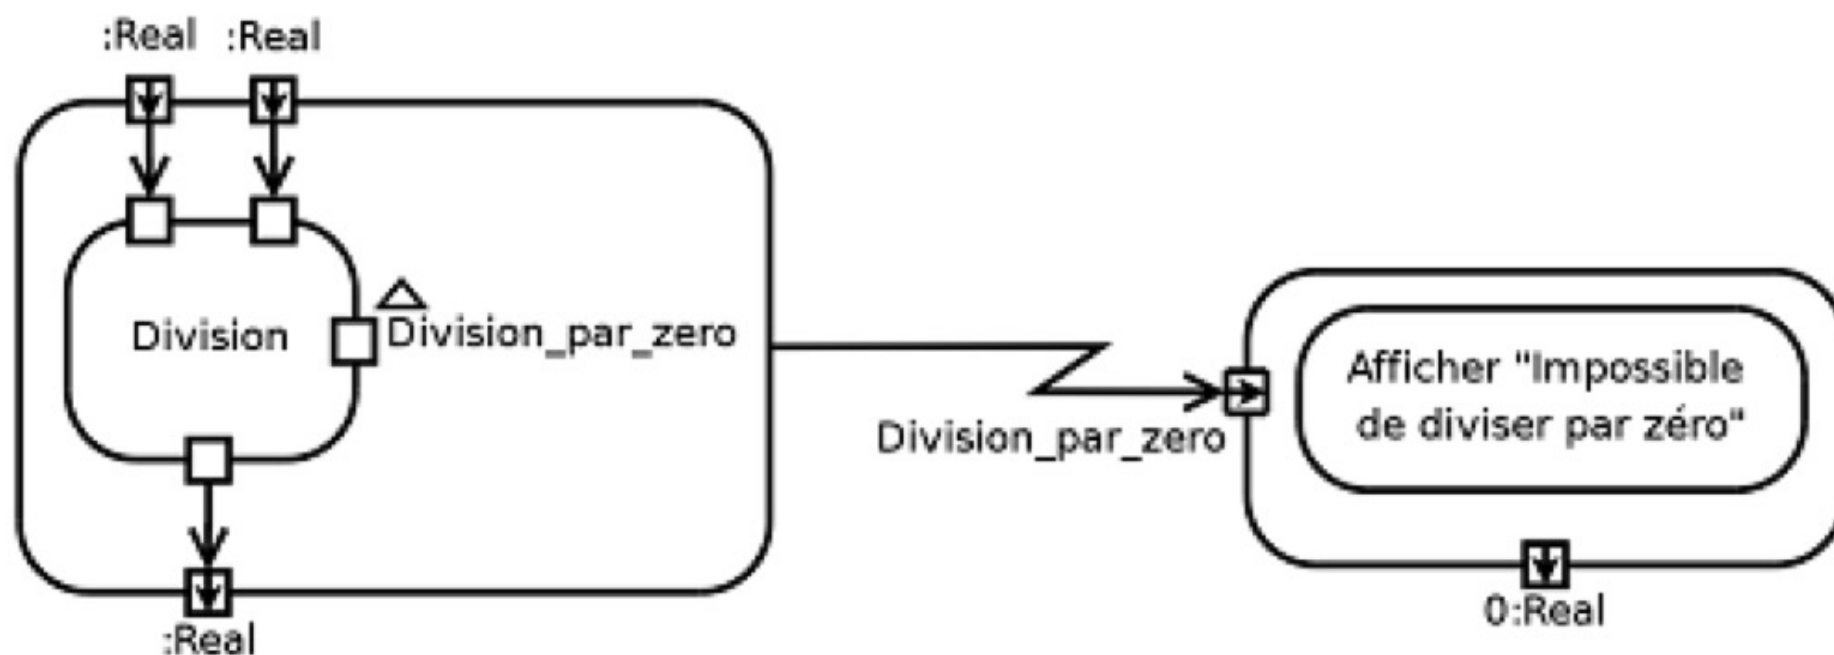 :Real :Real
Division
Division_par_zero
Division_par_zero
Afficher "Impossible
de diviser par zéro"
:Real
0:Real